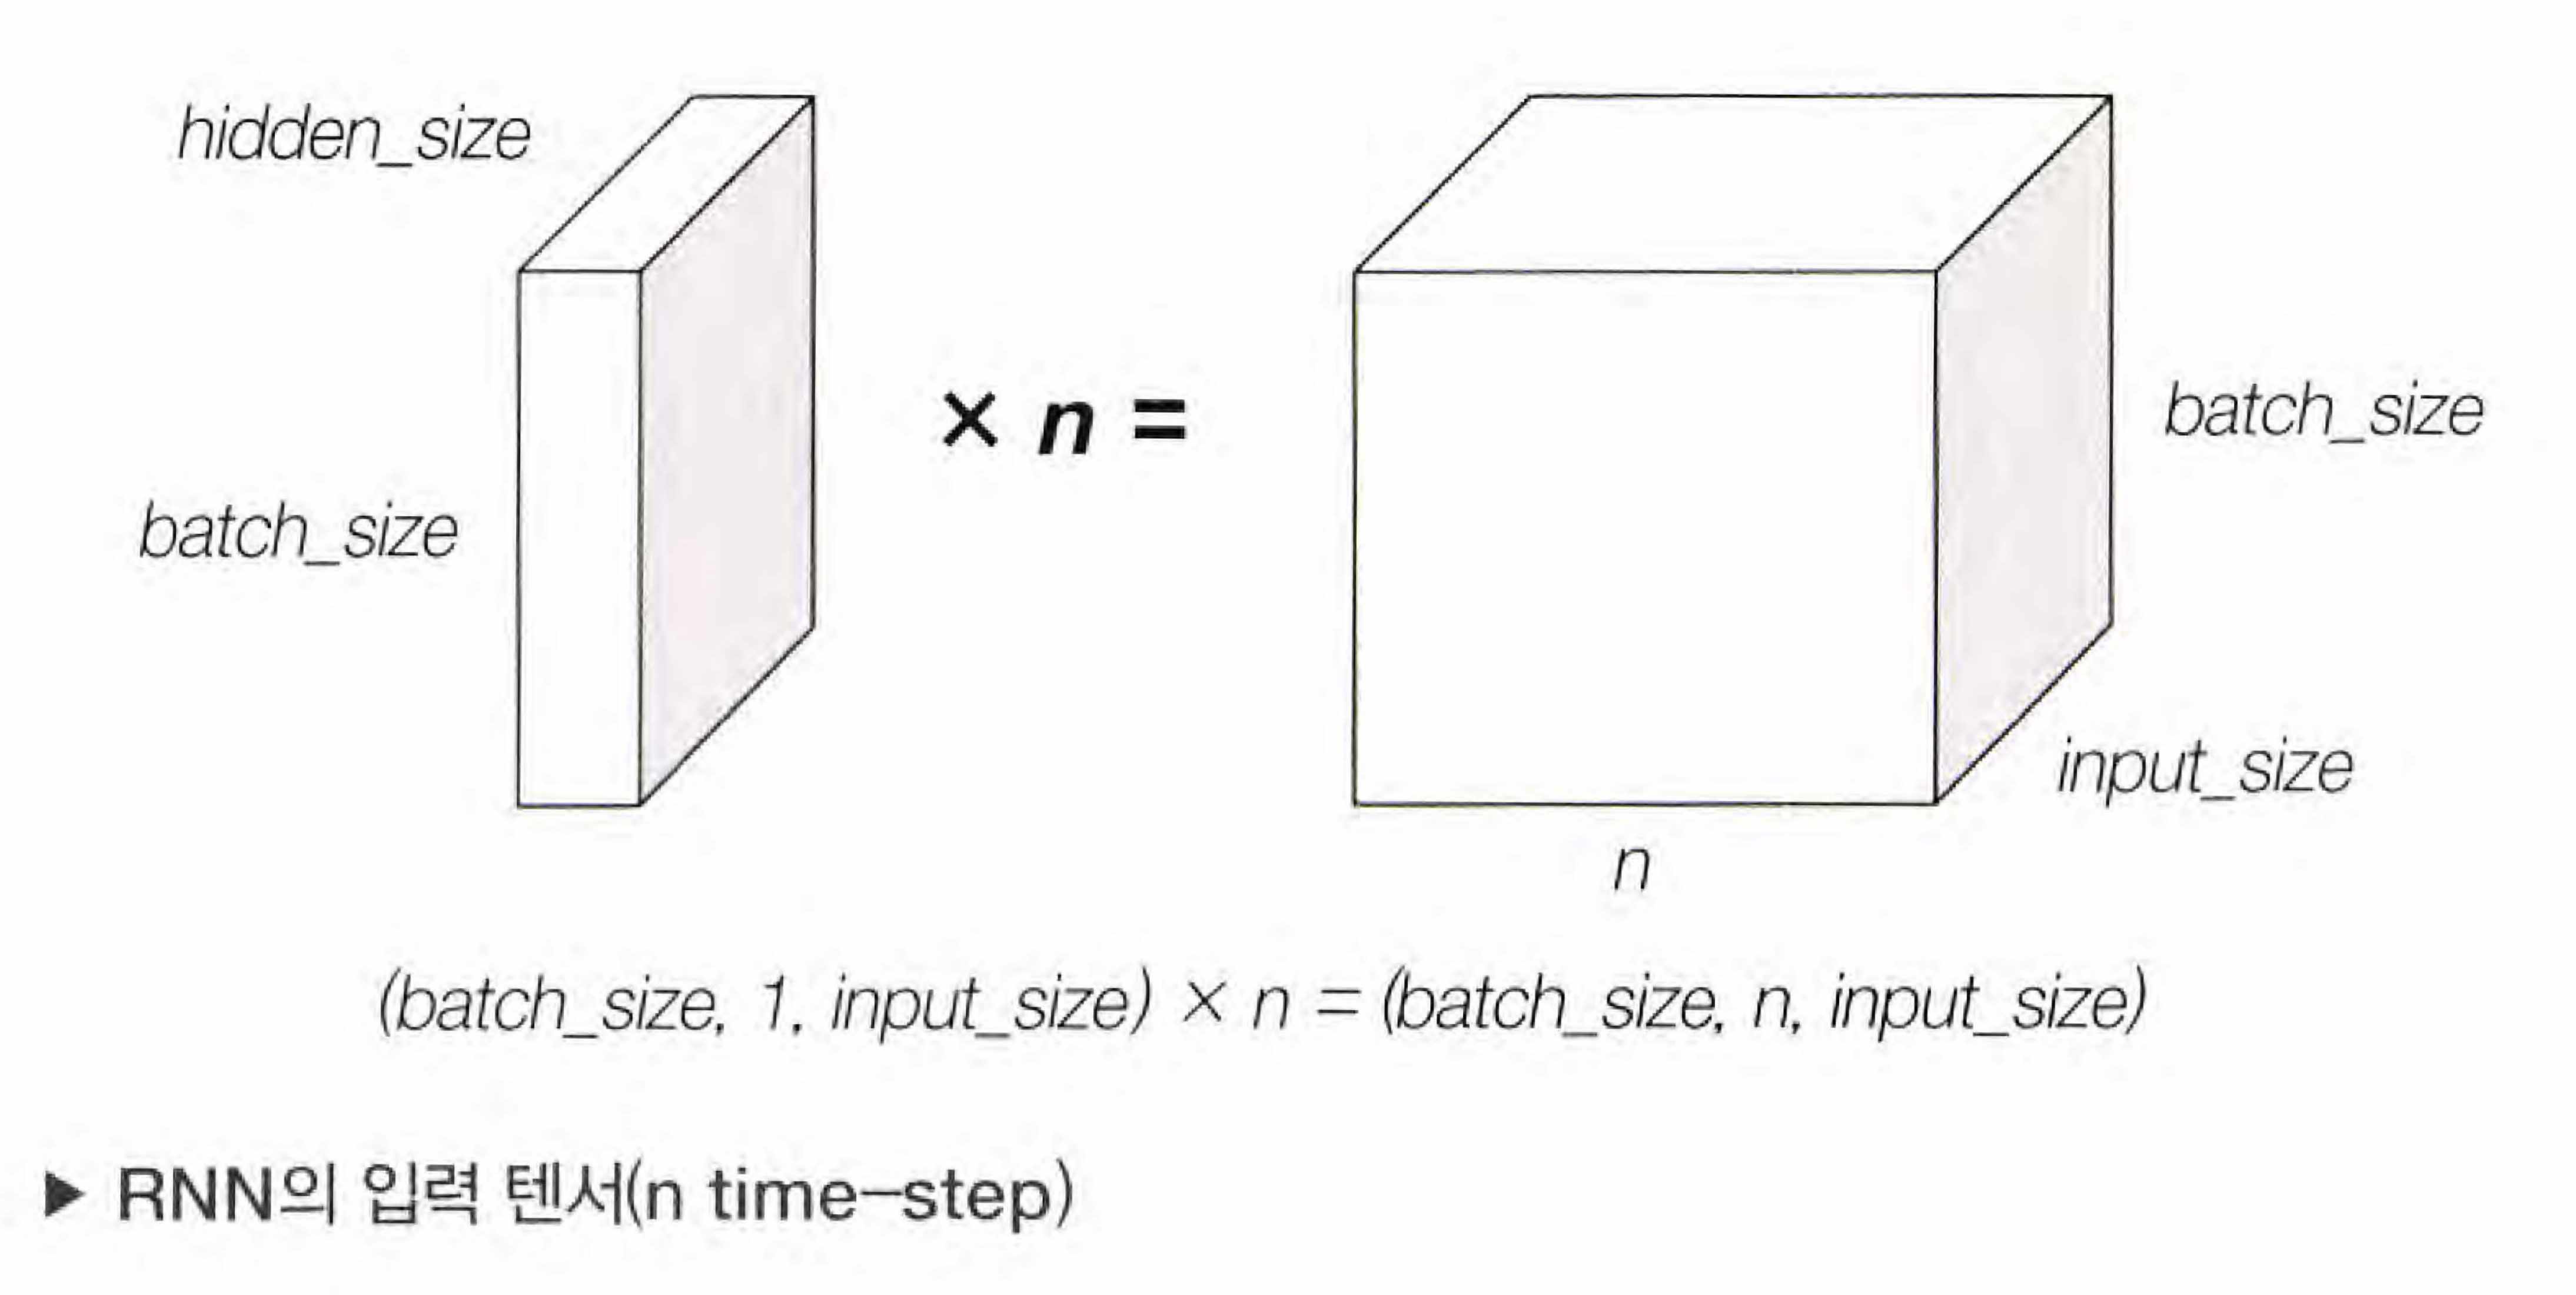 hidden_size
batch_size
× n =
batch_size
input_size
n
(batch_size, 1, input_size) × n = (batch_size, n, input_size)
▶ RNN의 입력 텐서(n time-step)